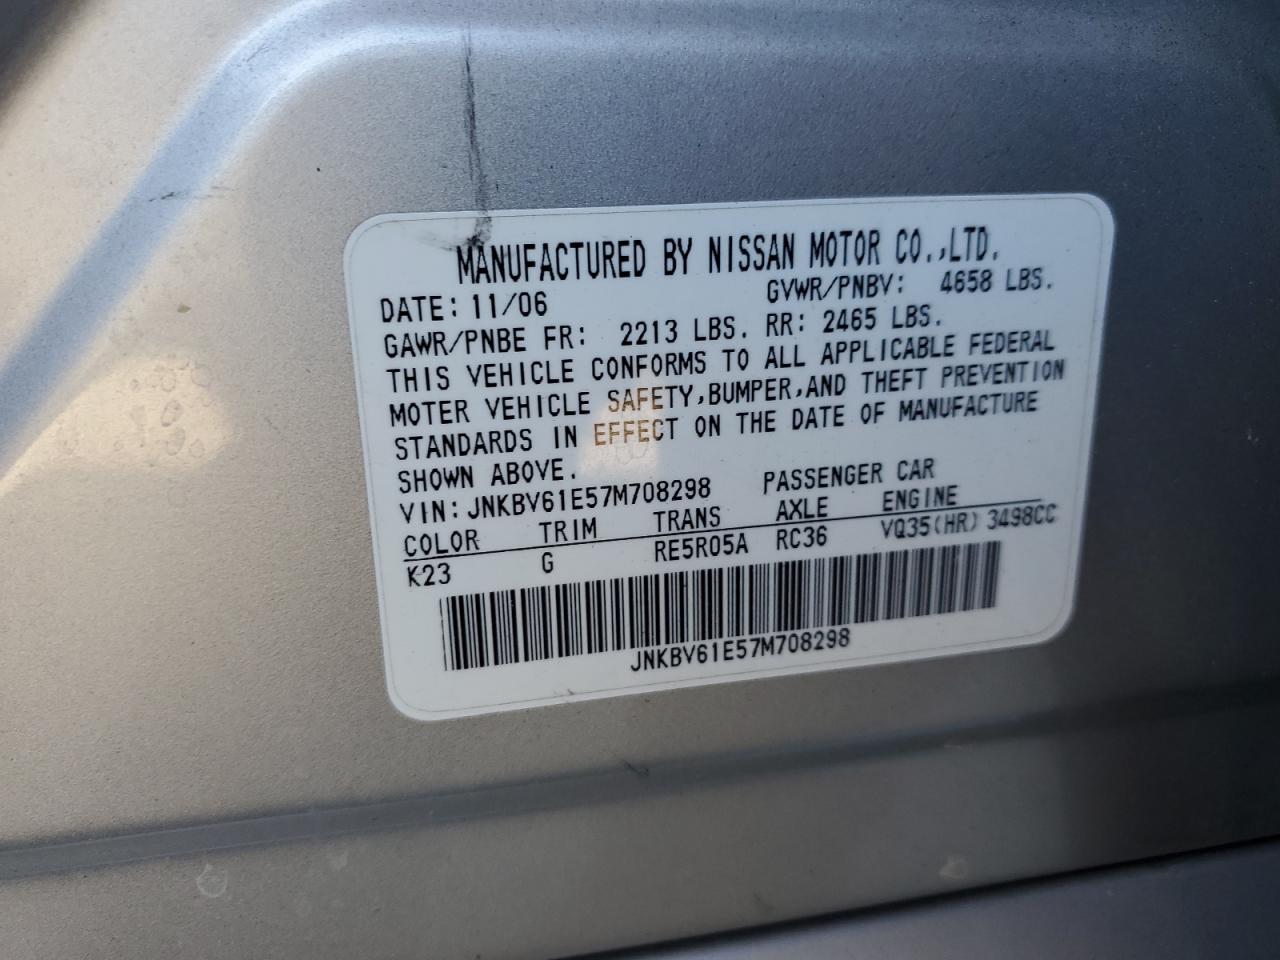 MANUFACTURED BY NISSAN MOTOR CO.,LTD.
DATE: 11/06 GVWR/PNBV: 4658 LBS.
GAWR/PNBE FR: 2213 LBS. RR: 2465 LBS.
THIS VEHICLE CONFORMS TO ALL APPLICABLE FEDERAL
MOTER VEHICLE SAFETY,BUMPER,AND THEFT PREVENTION
STANDARDS IN EFFECT ON THE DATE OF MANUFACTURE
SHOWN ABOVE.
VIN: JNKBV61E57M708298 PASSENGER CAR
COLOR TRIM TRANS AXLE ENGINE
K23 G RE5R05A RC36 VQ35(HR) 3498CC
JNKBV61E57M708298